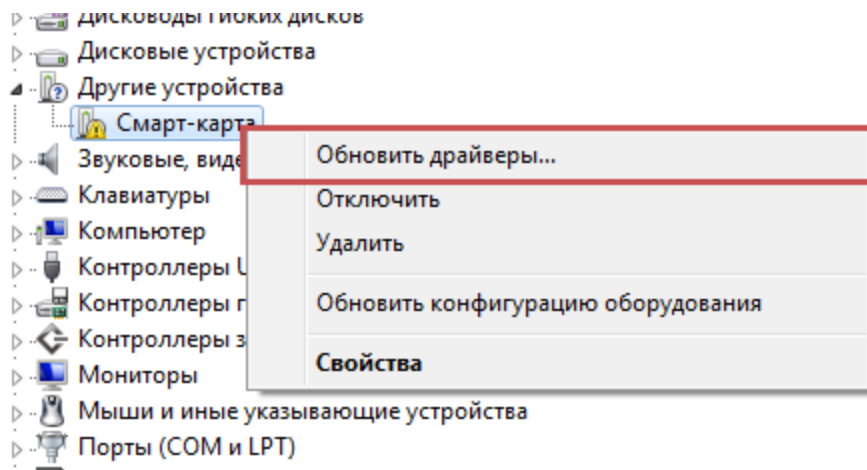 Дисководы гибких дисков
Дисковые устройства
Другие устройства
Смарт-карта
Обновить драйверы...
Звуковые, виде
Клавиатуры
Отключить
Компьютер
Удалить
Контроллеры
Контроллеры г
Обновить конфигурацию оборудования
Контроллеры з
Мониторы
Свойства
Мыши и иные указывающие устройства
Порты (COM и LPT)